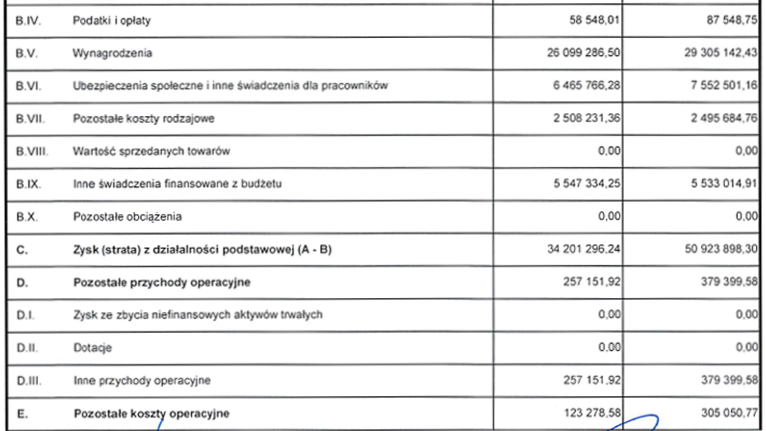 B.IV. Podatki i opłaty 58 548,01 87 548,75
B.V. Wynagrodzenia 26 099 286,50 29 305 142,43
B.VI. Ubezpieczenia społeczne i inne świadczenia dla pracowników 6 465 766,28 7 552 501,16
B.VII. Pozostałe koszty rodzajowe 2 508 231,36 2 495 684,76
B.VIII. Wartość sprzedanych towarów 0,00 0,00
B.IX. Inne świadczenia finansowane z budżetu 5 547 334,25 5 533 014,91
B.X. Pozostałe obciążenia 0,00 0,00
C. Zysk (strata) z działalności podstawowej (A - B) 34 201 296,24 50 923 898,30
D. Pozostałe przychody operacyjne 257 151,92 379 399,58
D.I. Zysk ze zbycia niefinansowych aktywów trwałych 0,00 0,00
D.II. Dotacje 0,00 0,00
D.III. Inne przychody operacyjne 257 151,92 379 399,58
E. Pozostałe koszty operacyjne 123 278,58 305 050,77